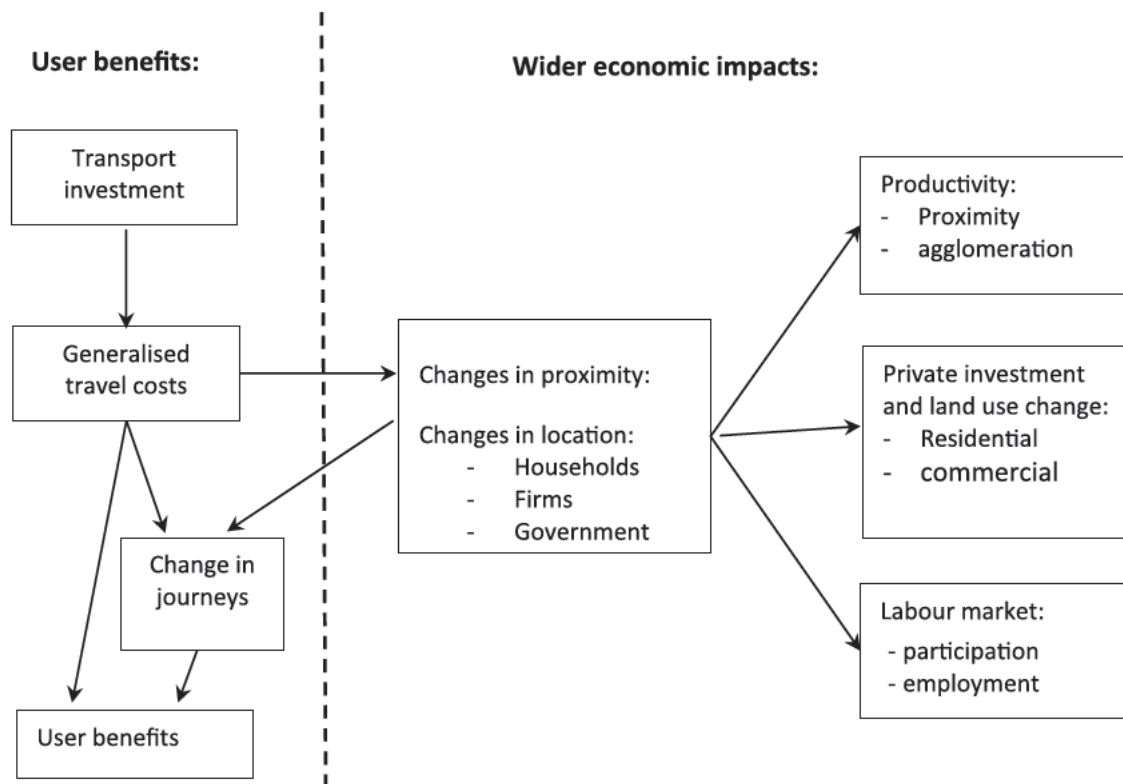 User benefits:
Wider economic impacts:
Transport
investment
Generalised
travel costs
Change in
journeys
User benefits
Changes in proximity:
Changes in location:
- Households
- Firms
- Government
Productivity:
- Proximity
- agglomeration
Private investment
and land use change:
- Residential
- commercial
Labour market:
- participation
- employment